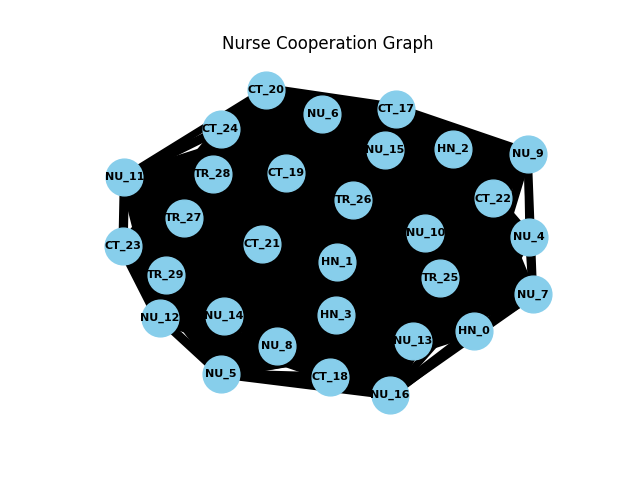 Nurse Cooperation Graph
CT_20
CT_17
NU_6
CT_24
NU_15
HN_2
NU_9
CT_19
TR_28
NU_11
CT_22
TR_26
TR_27
NU_10
NU_4
CT_21
CT_23
HN_1
TR_29
TR_25
NU_7
HN_3
NU_14
NU_12
HN_0
NU_13
NU_8
NU_5
CT_18
NU_16